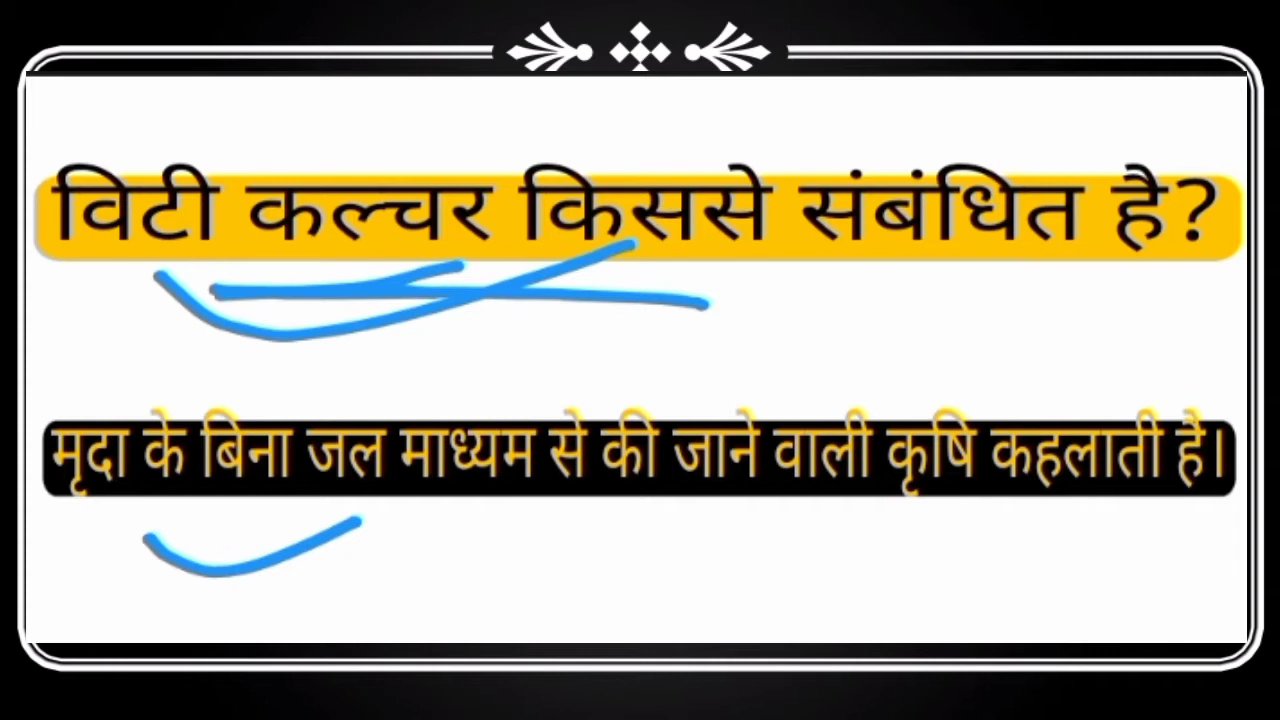 विटी कल्चर किससे संबंधित है?
मृदा के बिना जल माध्यम से की जाने वाली कृषि कहलाती है।